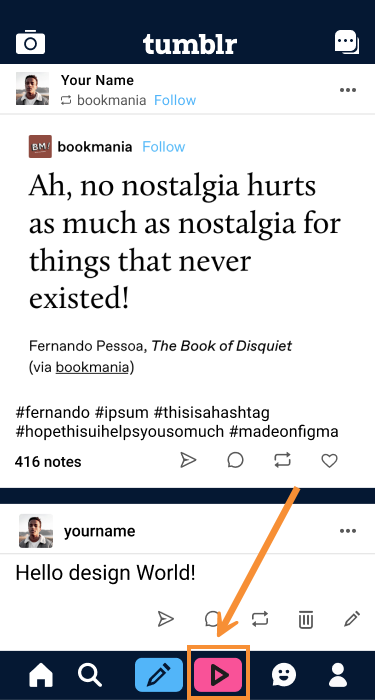 tumblr
Your Name
bookmania Follow
BM!
bookmania Follow
Ah, no nostalgia hurts
as much as nostalgia for
things that never
existed!
Fernando Pessoa, The Book of Disquiet
(via bookmania)
#fernando #ipsum #thisisahashtag
#hopethisuihelpsyousomuch #madeonfigma
416 notes
yourname
Hello design World!